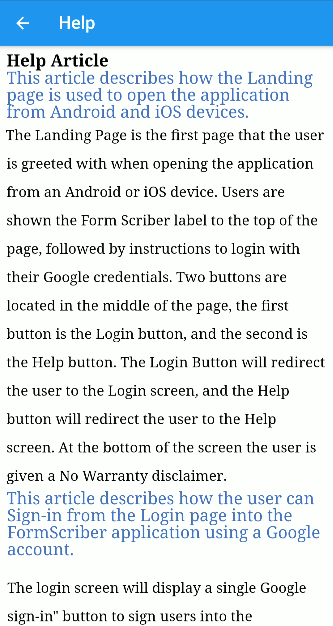 Help
Help Article
This article describes how the Landing
page is used to open the application
from Android and iOS devices.
The Landing Page is the first page that the user
is greeted with when opening the application
from an Android or iOS device. Users are
shown the Form Scriber label to the top of the
page, followed by instructions to login with
their Google credentials. Two buttons are
located in the middle of the page, the first
button is the Login button, and the second is
the Help button. The Login Button will redirect
the user to the Login screen, and the Help
button will redirect the user to the Help
screen. At the bottom of the screen the user is
given a No Warranty disclaimer.
This article describes how the user can
Sign-in from the Login page into the
FormScriber application using a Google
account.
The login screen will display a single Google
sign-in" button to sign users into the